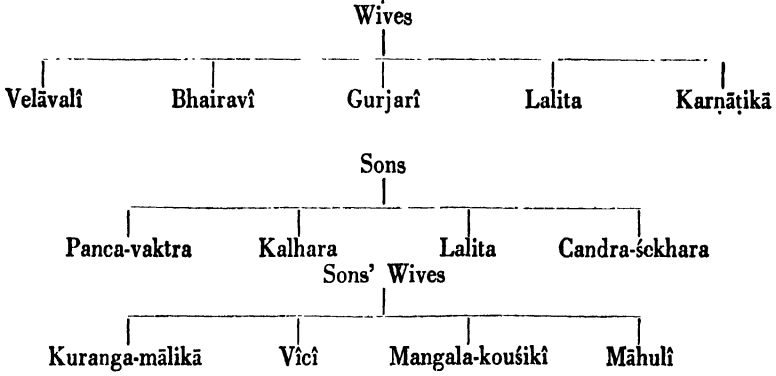 Wives
Velāvalî Bhairavî Gurjarî Lalita Karṇāṭikā
Sons
Panca-vaktra Kalhara Lalita Candra-śekhara
Sons' Wives
Kuranga-mālikā Vîcî Mangala-kouśikî Māhulî